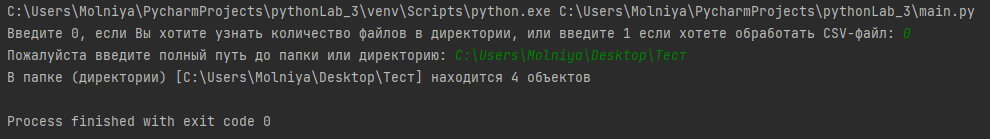 C:\Users\Molniya\PycharmProjects\pythonLab_3\venv\Scripts\python.exe C:\Users\Molniya\PycharmProjects\pythonLab_3\main.py
Введите 0, если Вы хотите узнать количество файлов в директории, или введите 1 если хотете обработать CSV-файл: 0
Пожалуйста введите полный путь до папки или директорию: C:\Users\Molniya\Desktop\Тест
В папке (директории) [C:\Users\Molniya\Desktop\Тест] находится 4 объектов
Process finished with exit code 0